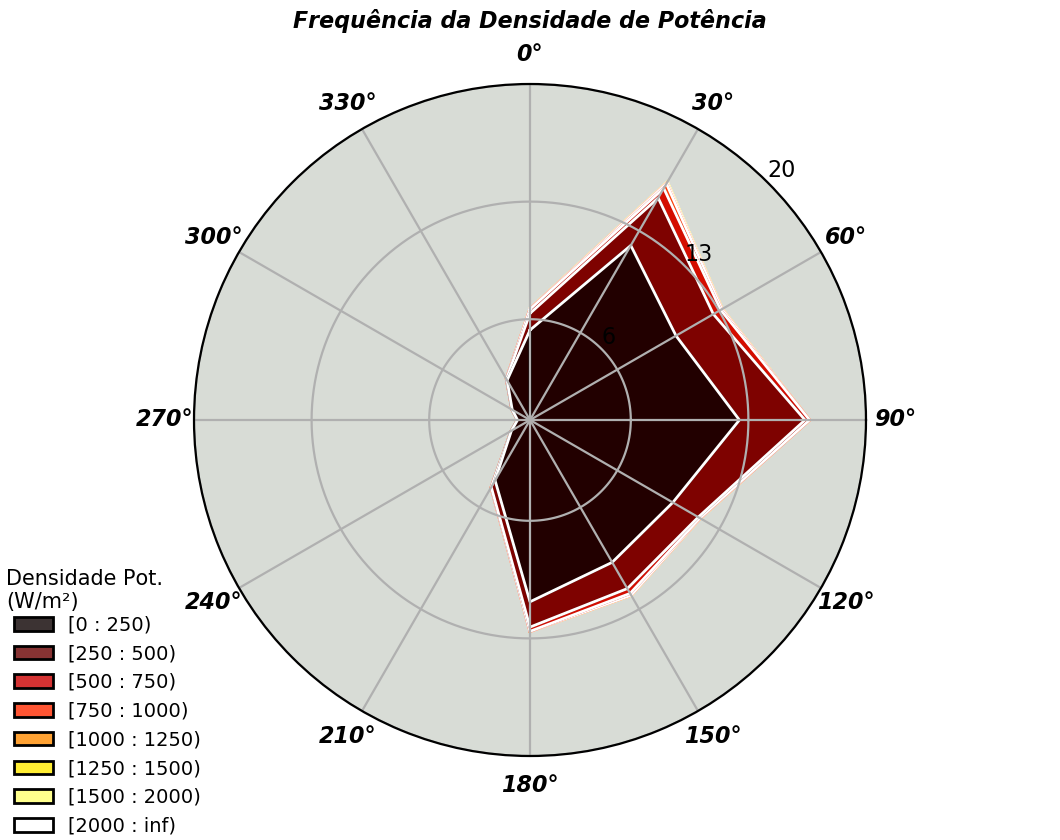 Frequência da Densidade de Potência
0°
330°
30°
20
300°
60°
13
6
270°
90°
240°
120°
210°
150°
180°
Densidade Pot.
(W/m²)
[0 : 250)
[250 : 500)
[500 : 750)
[750 : 1000)
[1000 : 1250)
[1250 : 1500)
[1500 : 2000)
[2000 : inf)